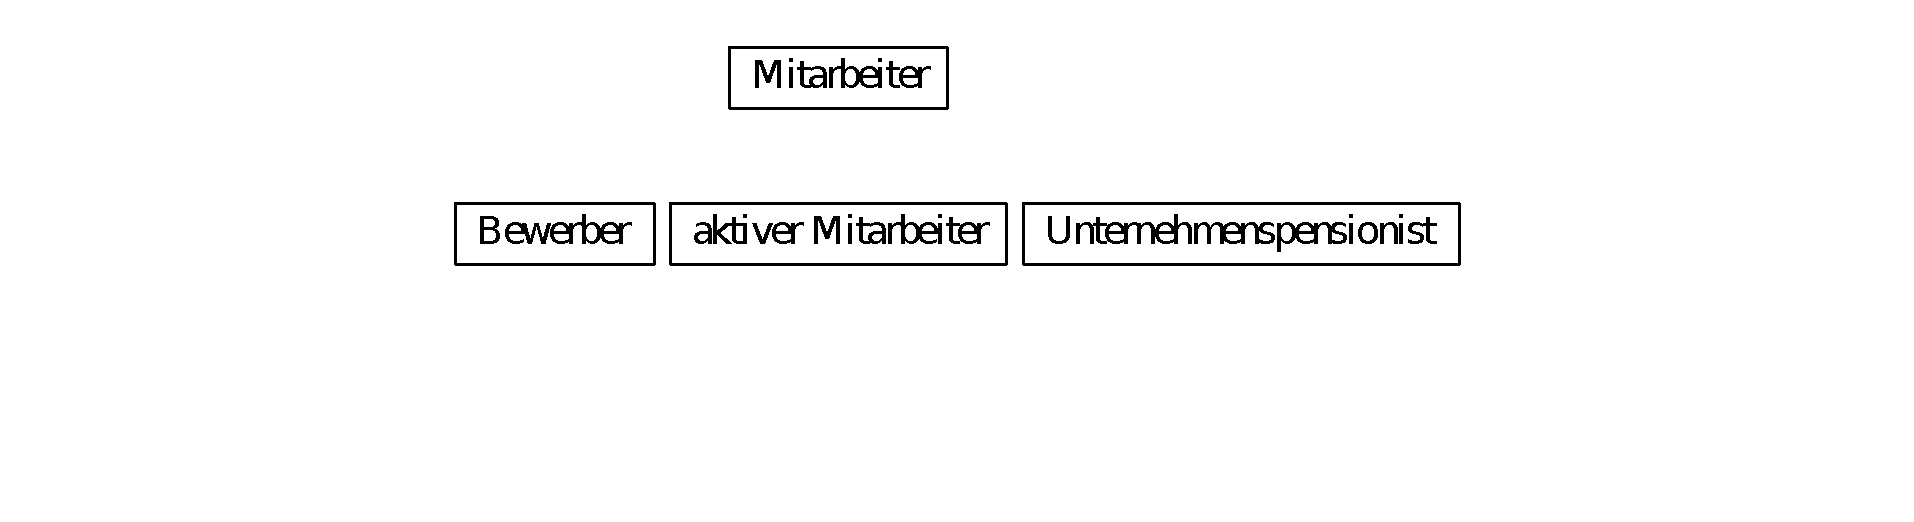 Mitarbeiter
Bewerber
aktiver Mitarbeiter
Unternehmenspensionist